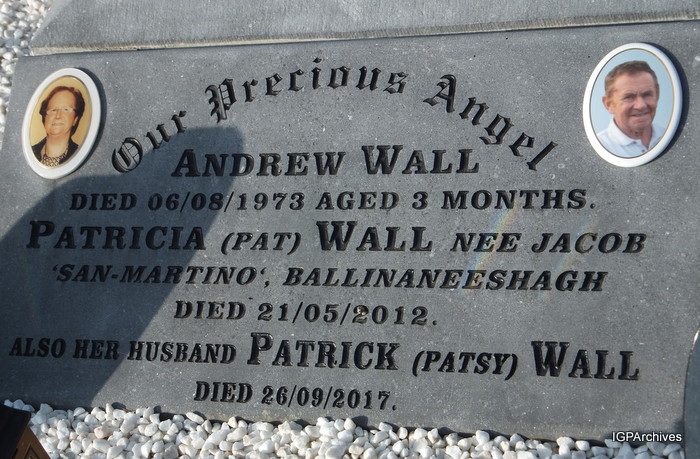 Our Precious Angel
ANDREW WALL
DIED 06/08/1973 AGED 3 MONTHS.
PATRICIA (PAT) WALL NEE JACOB
‘SAN-MARTINO‘, BALLINANEESHAGH
DIED 21/05/2012.
ALSO HER HUSBAND PATRICK (PATSY) WALL
DIED 26/09/2017.
IGPArchives